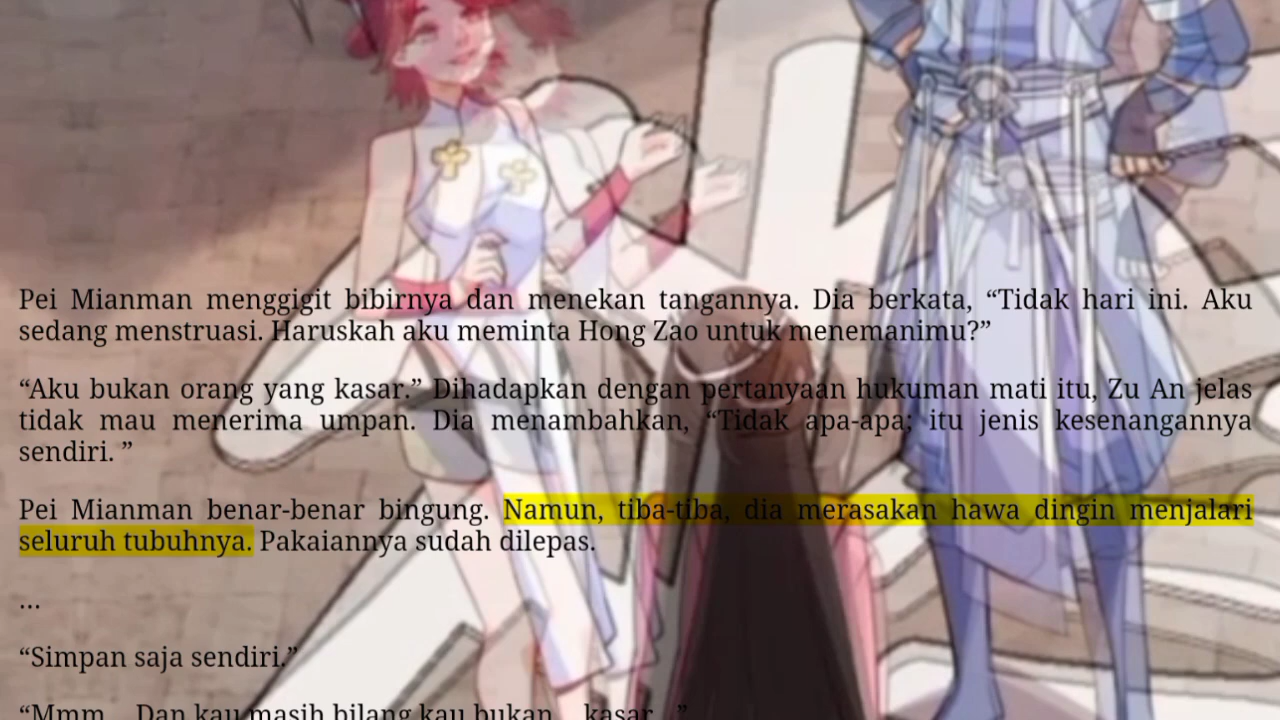 Pei Mianman menggigit bibirnya dan menekan tangannya. Dia berkata, “Tidak hari ini. Aku
sedang menstruasi. Haruskah aku meminta Hong Zao untuk menemanimu?”
“Aku bukan orang yang kasar.” Dihadapkan dengan pertanyaan hukuman mati itu, Zu An jelas
tidak mau menerima umpan. Dia menambahkan, “Tidak apa-apa; itu jenis kesenangannya
sendiri. ”
Pei Mianman benar-benar bingung. Namun, tiba-tiba, dia merasakan hawa dingin menjalari
seluruh tubuhnya. Pakaiannya sudah dilepas.
...
“Simpan saja sendiri.”
“Mmm... Dan kau masih bilang kau bukan... kasar...”